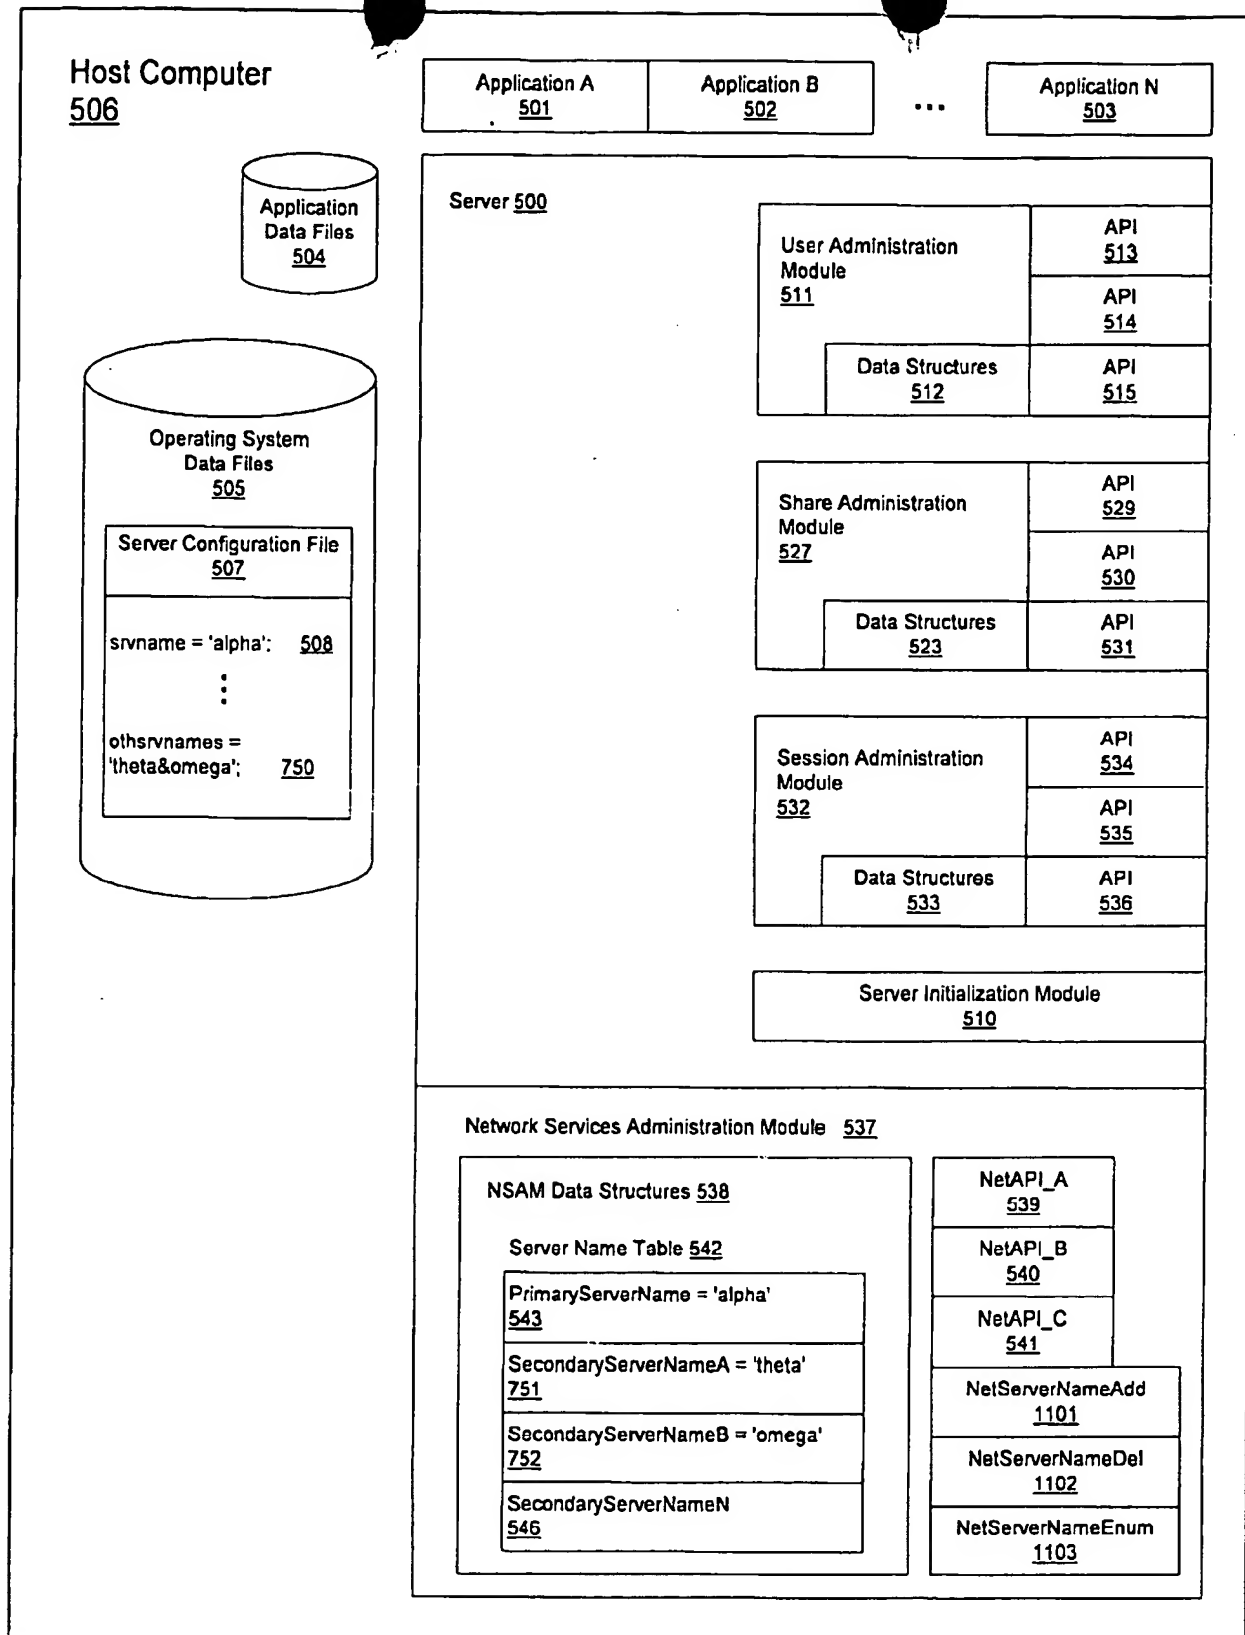 Host Computer
506
Application A
501
Application B
502
...
Application N
503
Application
Data Files
504
Operating System
Data Files
505
Server Configuration File
507
srvname = 'alpha';
508
othsrvnames =
'theta&omega';
750
Server 500
User Administration
Module
511
Data Structures
512
API
513
API
514
API
515
Share Administration
Module
527
Data Structures
523
API
529
API
530
API
531
Session Administration
Module
532
Data Structures
533
API
534
API
535
API
536
Server Initialization Module
510
Network Services Administration Module 537
NSAM Data Structures 538
Server Name Table 542
PrimaryServerName = 'alpha'
543
SecondaryServerNameA = 'theta'
751
SecondaryServerNameB = 'omega'
752
SecondaryServerNameN
546
NetAPI_A
539
NetAPI_B
540
NetAPI_C
541
NetServerNameAdd
1101
NetServerNameDel
1102
NetServerNameEnum
1103